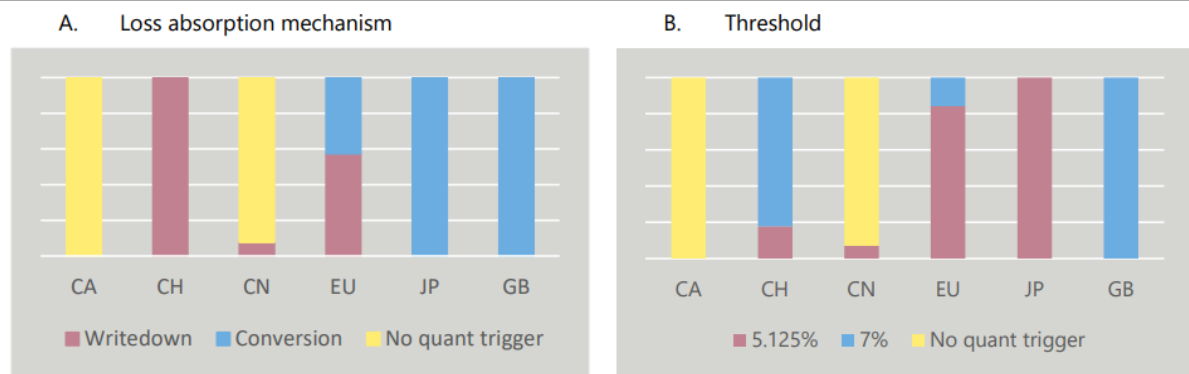 A. Loss absorption mechanism
CA CH CN EU JP GB
Writedown Conversion No quant trigger
B. Threshold
CA CH CN EU JP GB
5.125% 7% No quant trigger